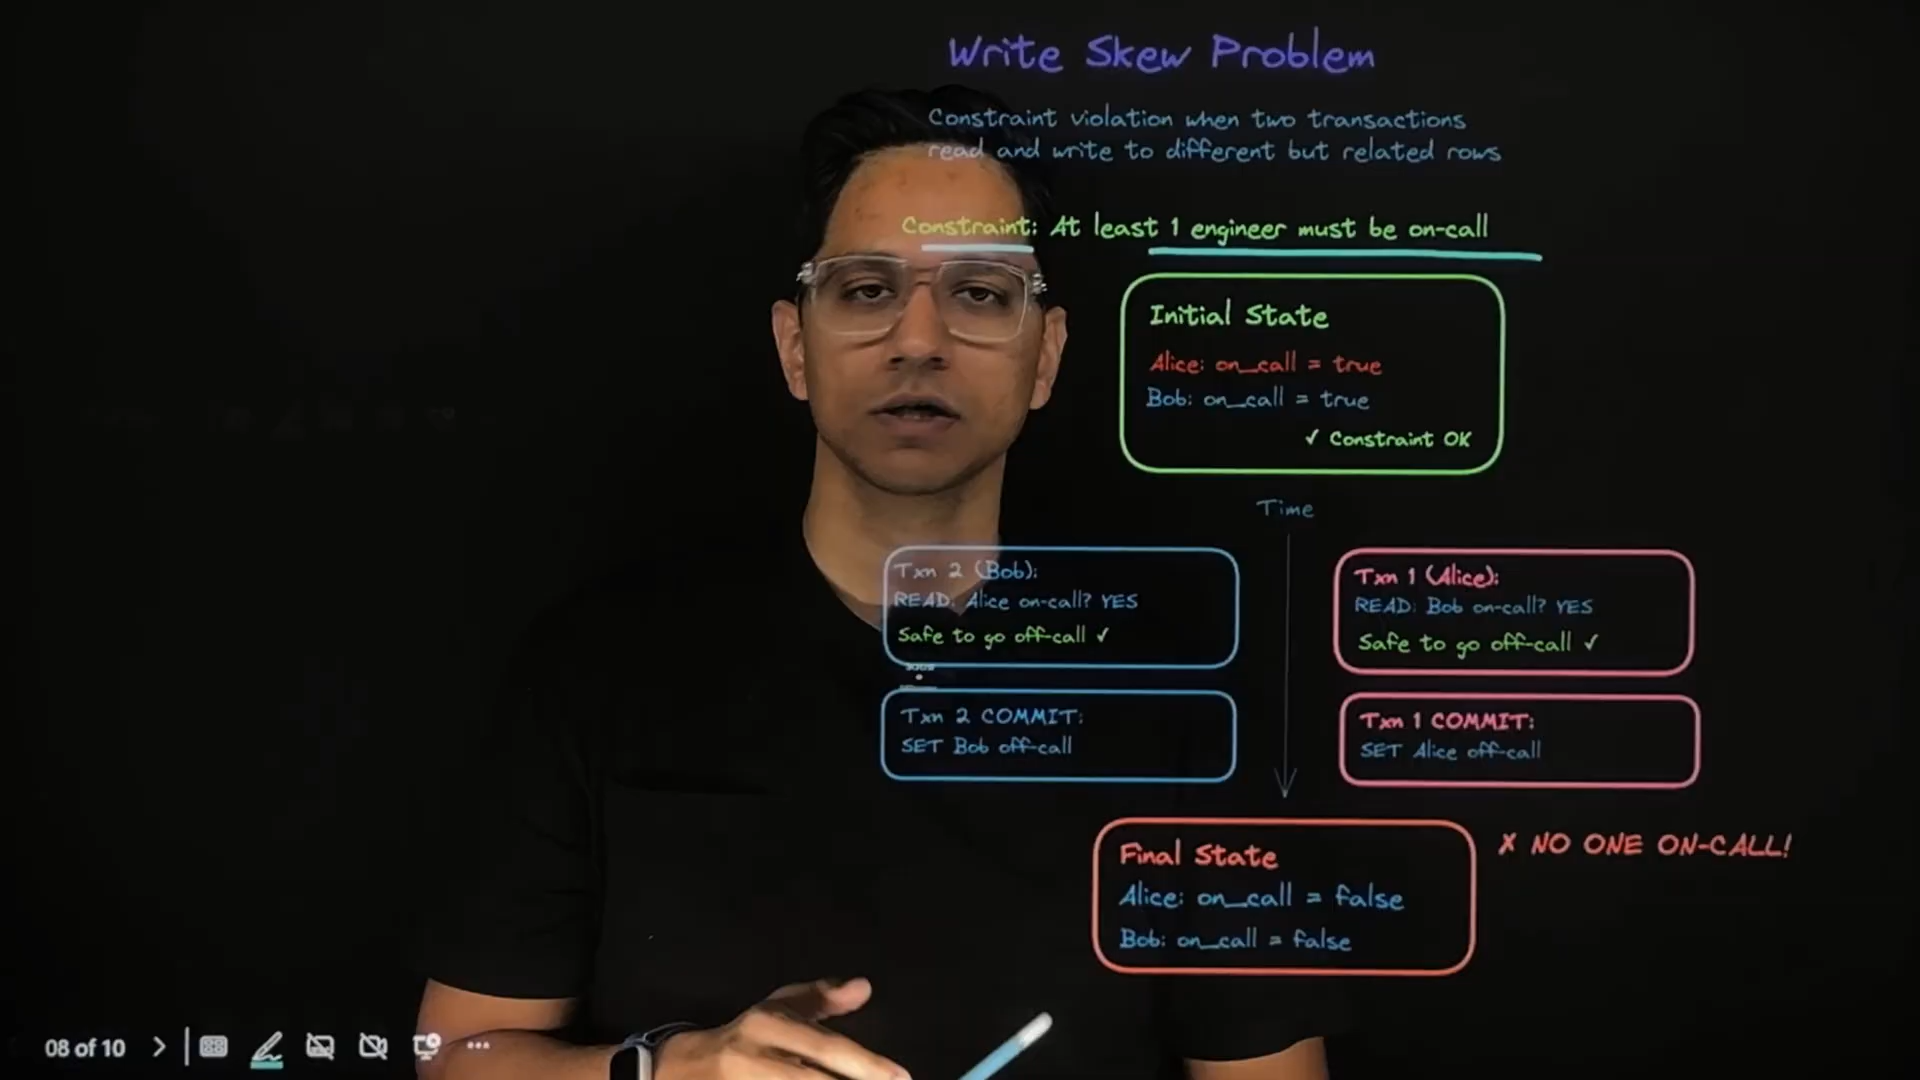 Write Skew Problem
Constraint violation when two transactions
read and write to different but related rows
Constraint: At least 1 engineer must be on-call
Initial State
Alice: on_call = true
Bob: on_call = true
✓ Constraint OK
Time
Txn 2 (Bob):
READ: Alice on-call? YES
Safe to go off-call ✓
Txn 1 (Alice):
READ: Bob on-call? YES
Safe to go off-call ✓
Txn 2 COMMIT:
SET Bob off-call
Txn 1 COMMIT:
SET Alice off-call
Final State
Alice: on_call = false
Bob: on_call = false
✗ NO ONE ON-CALL!
08 of 10